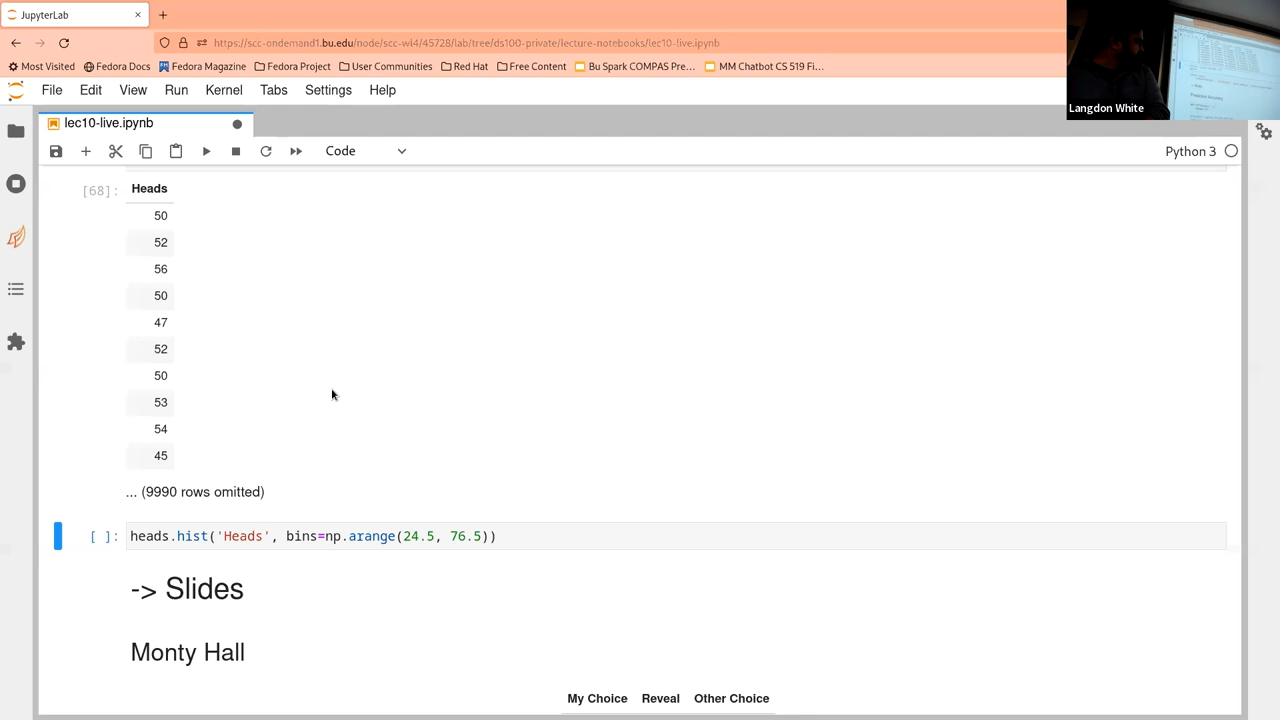 JupyterLab
https://scc-ondemand1.bu.edu/node/scc-wi4/45728/lab/tree/ds100-private/lecture-notebooks/lec10-live.ipynb
Most Visited Fedora Docs Fedora Magazine Fedora Project User Communities Red Hat Free Content Bu Spark COMPAS Pre... MM Chatbot CS 519 Fi...
File Edit View Run Kernel Tabs Settings Help
Langdon White
lec10-live.ipynb
Code
Python 3
[68]: Heads
50
52
56
50
47
52
50
53
54
45
... (9990 rows omitted)
[ ]: heads.hist('Heads', bins=np.arange(24.5, 76.5))
-> Slides
Monty Hall
My Choice Reveal Other Choice